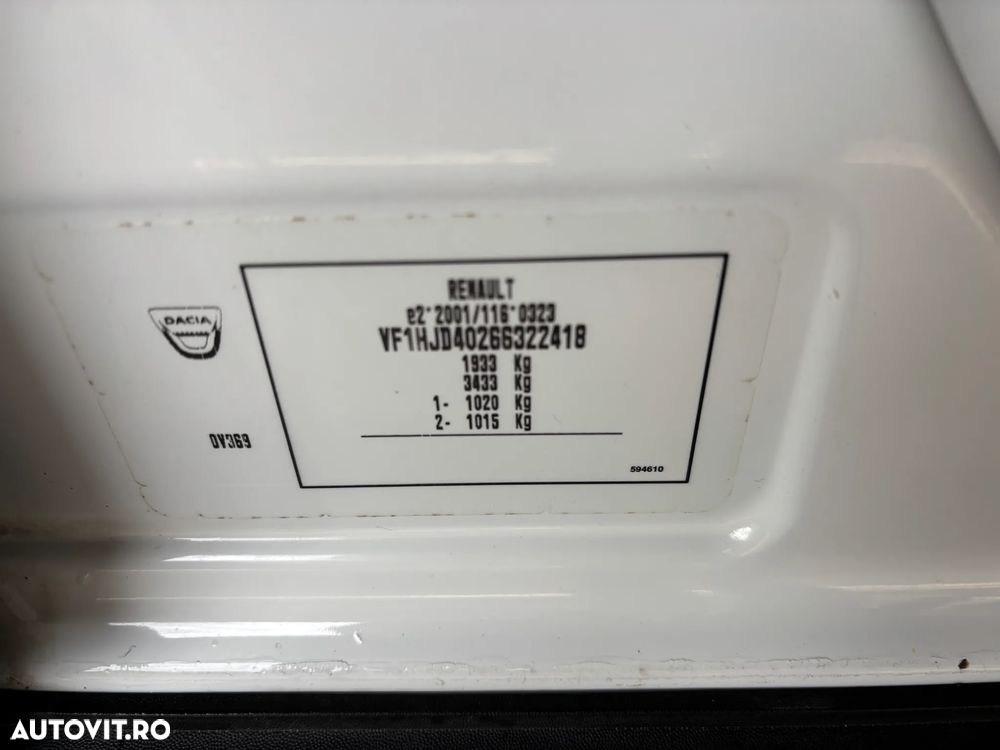 RENAULT
e2*2001/116*0323
VF1HJD40266322418
1933 Kg
3433 Kg
1- 1020 Kg
2- 1015 Kg
DACIA
OV369
594610
AUTOVIT.RO